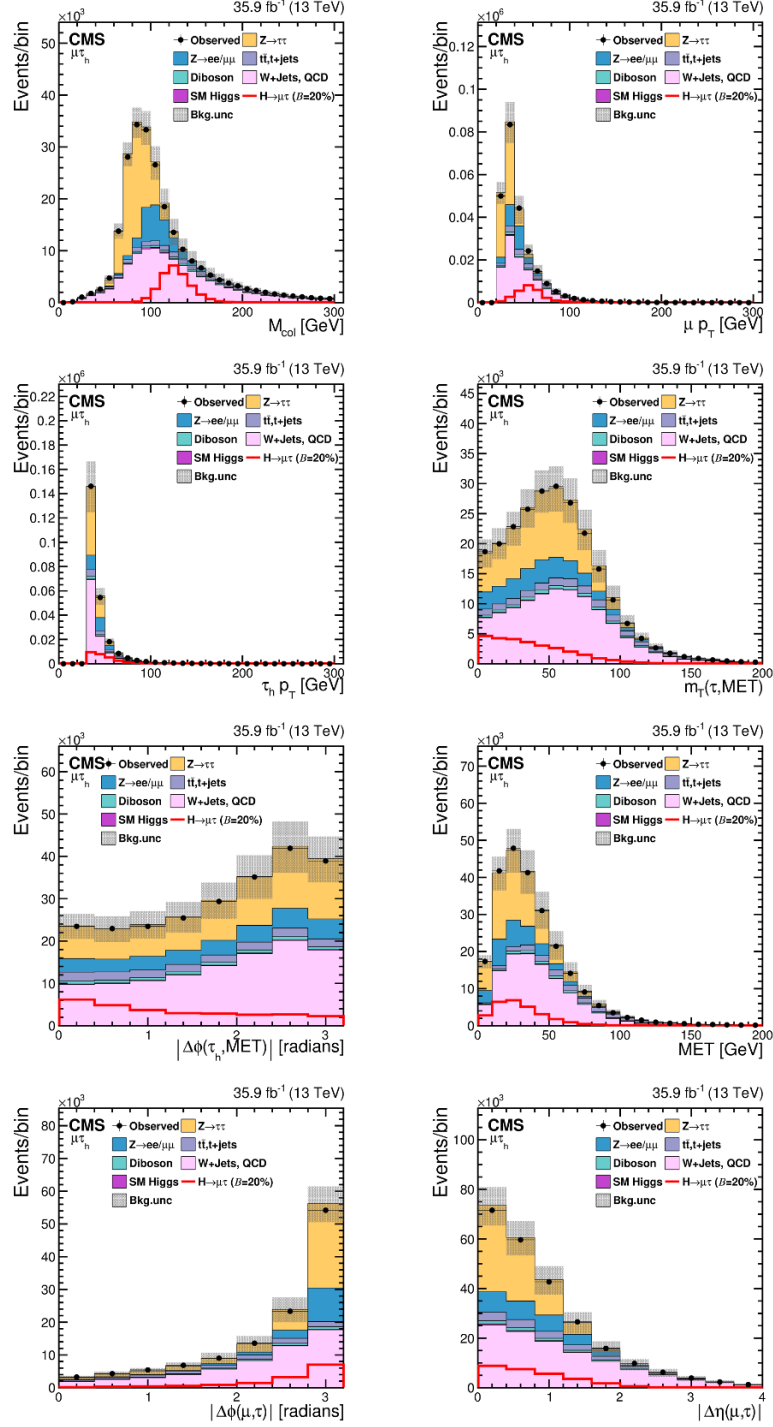 35.9 fb⁻¹ (13 TeV)
×10³
Events/bin
50
40
30
20
10
0
CMS
μτₕ
Observed
Z→ττ
Z→ee/μμ
tt̄,t+jets
Diboson
W+Jets, QCD
SM Higgs
H→μτ (B=20%)
Bkg.unc
0 100 200 300
M_col [GeV]
35.9 fb⁻¹ (13 TeV)
×10⁶
Events/bin
0.12
0.1
0.08
0.06
0.04
0.02
0
CMS
μτₕ
Observed
Z→ττ
Z→ee/μμ
tt̄,t+jets
Diboson
W+Jets, QCD
SM Higgs
H→μτ (B=20%)
Bkg.unc
0 100 200 300
μ p_T [GeV]
35.9 fb⁻¹ (13 TeV)
×10⁶
Events/bin
0.22
0.2
0.18
0.16
0.14
0.12
0.1
0.08
0.06
0.04
0.02
0
CMS
μτₕ
Observed
Z→ττ
Z→ee/μμ
tt̄,t+jets
Diboson
W+Jets, QCD
SM Higgs
H→μτ (B=20%)
Bkg.unc
0 100 200 300
τₕ p_T [GeV]
35.9 fb⁻¹ (13 TeV)
×10³
Events/bin
45
40
35
30
25
20
15
10
5
0
CMS
μτₕ
Observed
Z→ττ
Z→ee/μμ
tt̄,t+jets
Diboson
W+Jets, QCD
SM Higgs
H→μτ (B=20%)
Bkg.unc
0 50 100 150 200
m_T(τ,MET)
35.9 fb⁻¹ (13 TeV)
×10³
Events/bin
60
50
40
30
20
10
0
CMS
μτₕ
Observed
Z→ττ
Z→ee/μμ
tt̄,t+jets
Diboson
W+Jets, QCD
SM Higgs
H→μτ (B=20%)
Bkg.unc
0 1 2 3
|Δϕ(τₕ,MET)| [radians]
35.9 fb⁻¹ (13 TeV)
×10³
Events/bin
70
60
50
40
30
20
10
0
CMS
μτₕ
Observed
Z→ττ
Z→ee/μμ
tt̄,t+jets
Diboson
W+Jets, QCD
SM Higgs
H→μτ (B=20%)
Bkg.unc
0 50 100 150 200
MET [GeV]
35.9 fb⁻¹ (13 TeV)
×10³
Events/bin
80
70
60
50
40
30
20
10
0
CMS
μτₕ
Observed
Z→ττ
Z→ee/μμ
tt̄,t+jets
Diboson
W+Jets, QCD
SM Higgs
H→μτ (B=20%)
Bkg.unc
0 1 2 3
|Δϕ(μ,τ)| [radians]
35.9 fb⁻¹ (13 TeV)
×10³
Events/bin
100
80
60
40
20
0
CMS
μτₕ
Observed
Z→ττ
Z→ee/μμ
tt̄,t+jets
Diboson
W+Jets, QCD
SM Higgs
H→μτ (B=20%)
Bkg.unc
0 1 2 3 4
|Δη(μ,τ)|